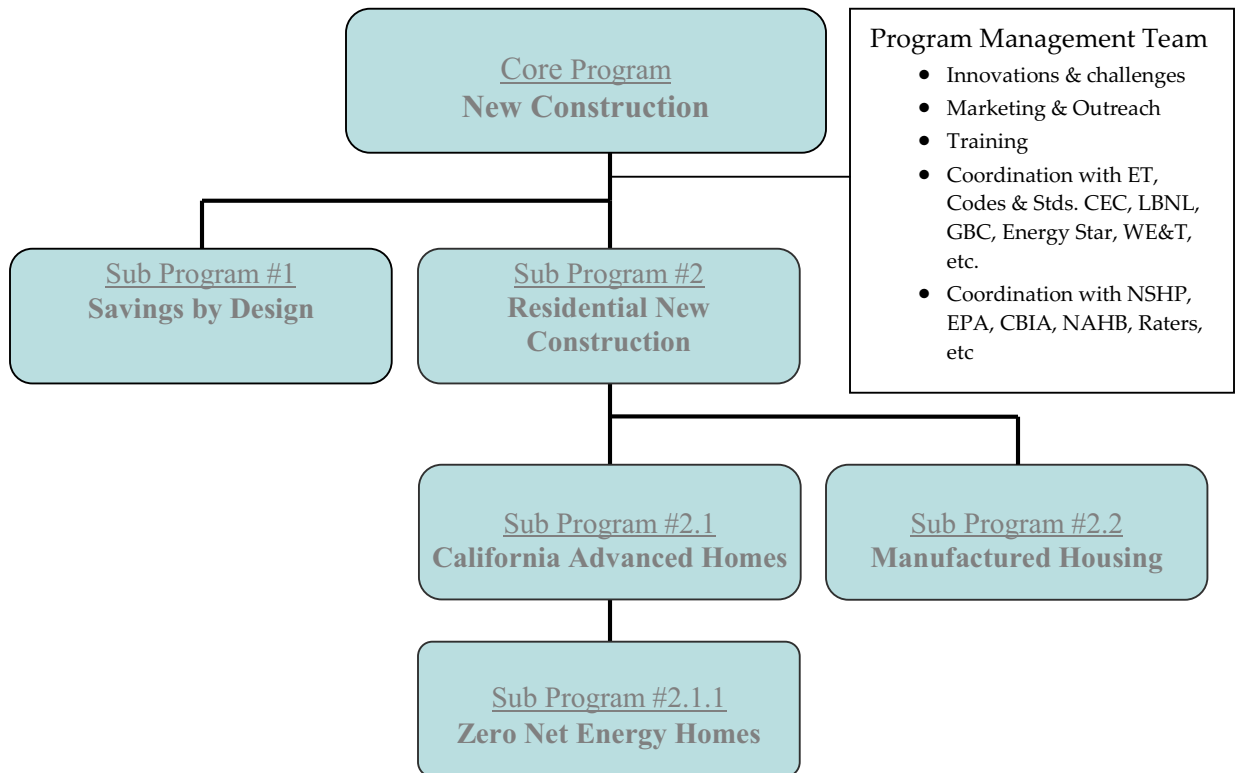 Core Program
New Construction
Program Management Team
• Innovations & challenges
• Marketing & Outreach
• Training
• Coordination with ET,
Codes & Stds. CEC, LBNL,
GBC, Energy Star, WE&T,
etc.
• Coordination with NSHP,
EPA, CBIA, NAHB, Raters,
etc
Sub Program #1
Savings by Design
Sub Program #2
Residential New
Construction
Sub Program #2.1
California Advanced Homes
Sub Program #2.2
Manufactured Housing
Sub Program #2.1.1
Zero Net Energy Homes